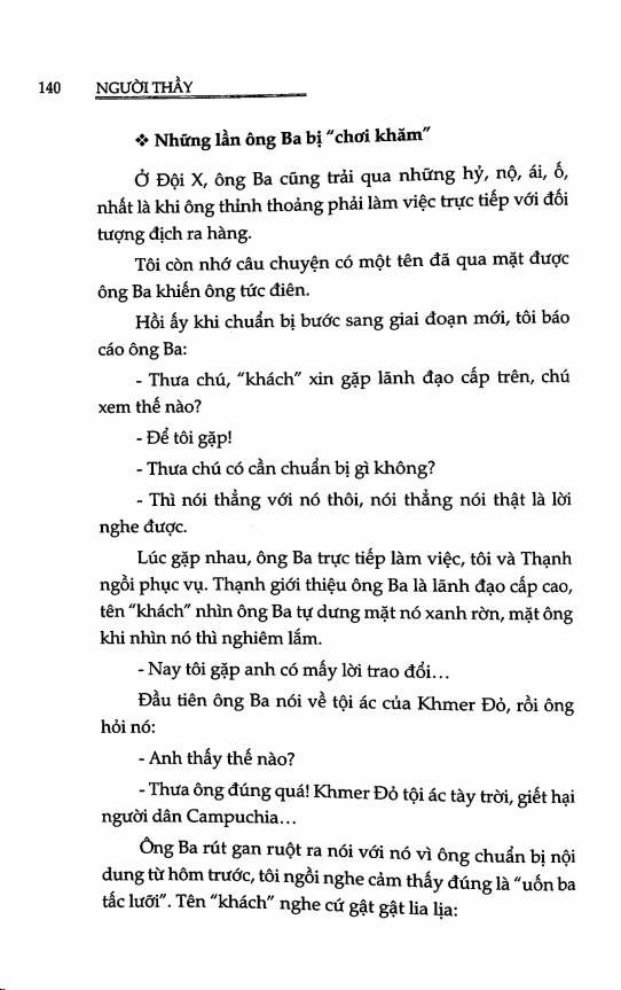 140 NGƯỜI THẦY
❖ Những lần ông Ba bị "chơi khăm"
Ở Đội X, ông Ba cũng trải qua những hỷ, nộ, ái, ố,
nhất là khi ông thỉnh thoảng phải làm việc trực tiếp với đối
tượng địch ra hàng.
Tôi còn nhớ câu chuyện có một tên đã qua mặt được
ông Ba khiến ông tức điên.
Hồi ấy khi chuẩn bị bước sang giai đoạn mới, tôi báo
cáo ông Ba:
- Thưa chú, "khách" xin gặp lãnh đạo cấp trên, chú
xem thế nào?
- Để tôi gặp!
- Thưa chú có cần chuẩn bị gì không?
- Thì nói thẳng với nó thôi, nói thẳng nói thật là lời
nghe được.
Lúc gặp nhau, ông Ba trực tiếp làm việc, tôi và Thạnh
ngồi phục vụ. Thạnh giới thiệu ông Ba là lãnh đạo cấp cao,
tên "khách" nhìn ông Ba tự dưng mặt nó xanh rờn, mặt ông
khi nhìn nó thì nghiêm lắm.
- Nay tôi gặp anh có mấy lời trao đổi...
Đầu tiên ông Ba nói về tội ác của Khmer Đỏ, rồi ông
hỏi nó:
- Anh thấy thế nào?
- Thưa ông đúng quá! Khmer Đỏ tội ác tày trời, giết hại
người dân Campuchia...
Ông Ba rút gan ruột ra nói với nó vì ông chuẩn bị nội
dung từ hôm trước, tôi ngồi nghe cảm thấy đúng là "uốn ba
tấc lưỡi". Tên "khách" nghe cứ gật gật lia lịa: